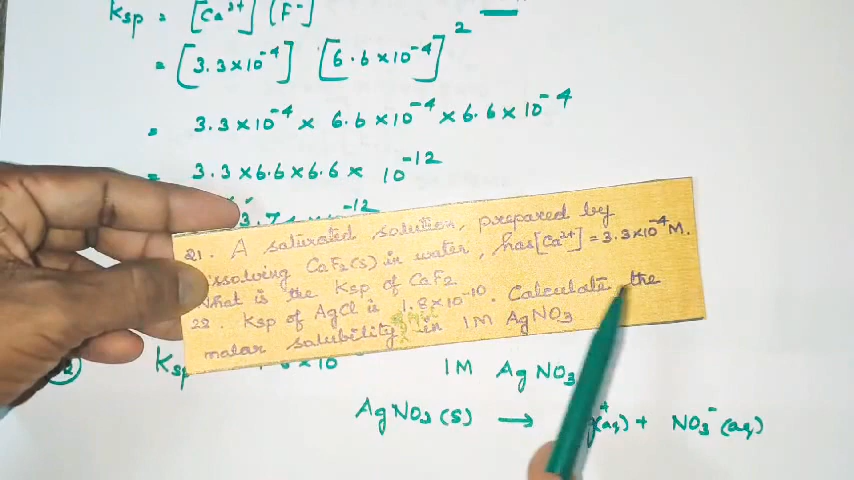 Ksp = [Ca²⁺] [F⁻]²
= [3.3×10⁻⁴] [6.6×10⁻⁴]²
= 3.3×10⁻⁴ × 6.6×10⁻⁴ × 6.6×10⁻⁴
= 3.3×6.6×6.6× 10⁻¹²
21. A saturated solution, prepared by
dissolving CaF₂(s) in water, has [Ca²⁺] = 3.3×10⁻⁴M.
What is the Ksp of CaF₂.
22. Ksp of AgCl is 1.8×10⁻¹⁰. Calculate the
molar solubility in 1M AgNO₃
Ksp 1M AgNO₃
AgNO₃(s) → (aq) + NO₃⁻(aq)